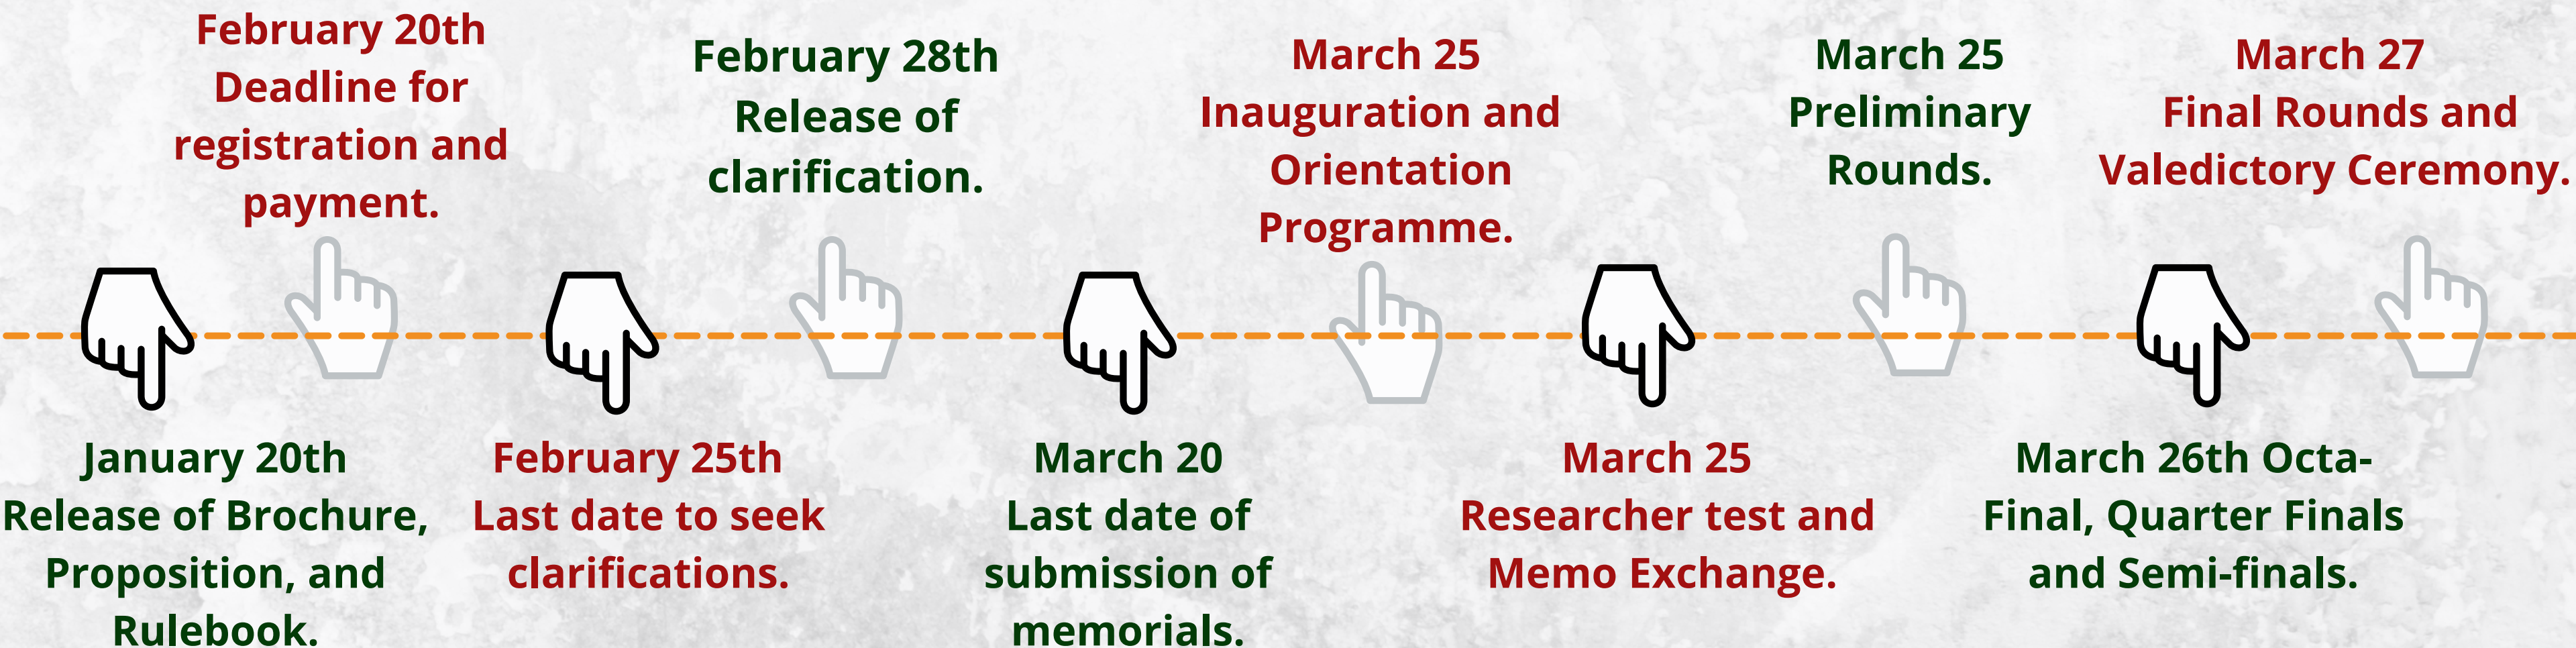 February 20th
Deadline for
registration and
payment.
February 28th
Release of
clarification.
March 25
Inauguration and
Orientation
Programme.
March 25
Preliminary
Rounds.
March 27
Final Rounds and
Valedictory Ceremony.
January 20th
Release of Brochure,
Proposition, and
Rulebook.
February 25th
Last date to seek
clarifications.
March 20
Last date of
submission of
memorials.
March 25
Researcher test and
Memo Exchange.
March 26th Octa-
Final, Quarter Finals
and Semi-finals.